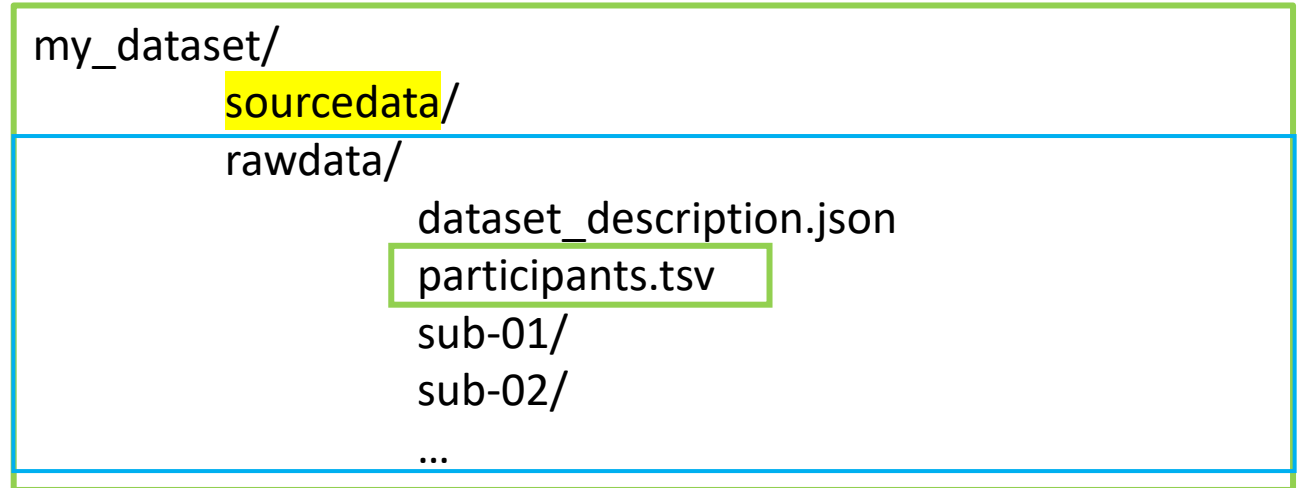 my_dataset/
sourcedata/
rawdata/
dataset_description.json
participants.tsv
sub-01/
sub-02/
…